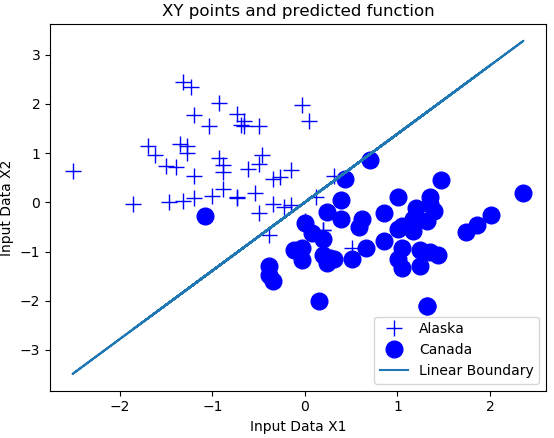 XY points and predicted function
3
2
1
0
−1
−2
−3
Input Data X2
−2
−1
0
1
2
Input Data X1
Alaska
Canada
Linear Boundary